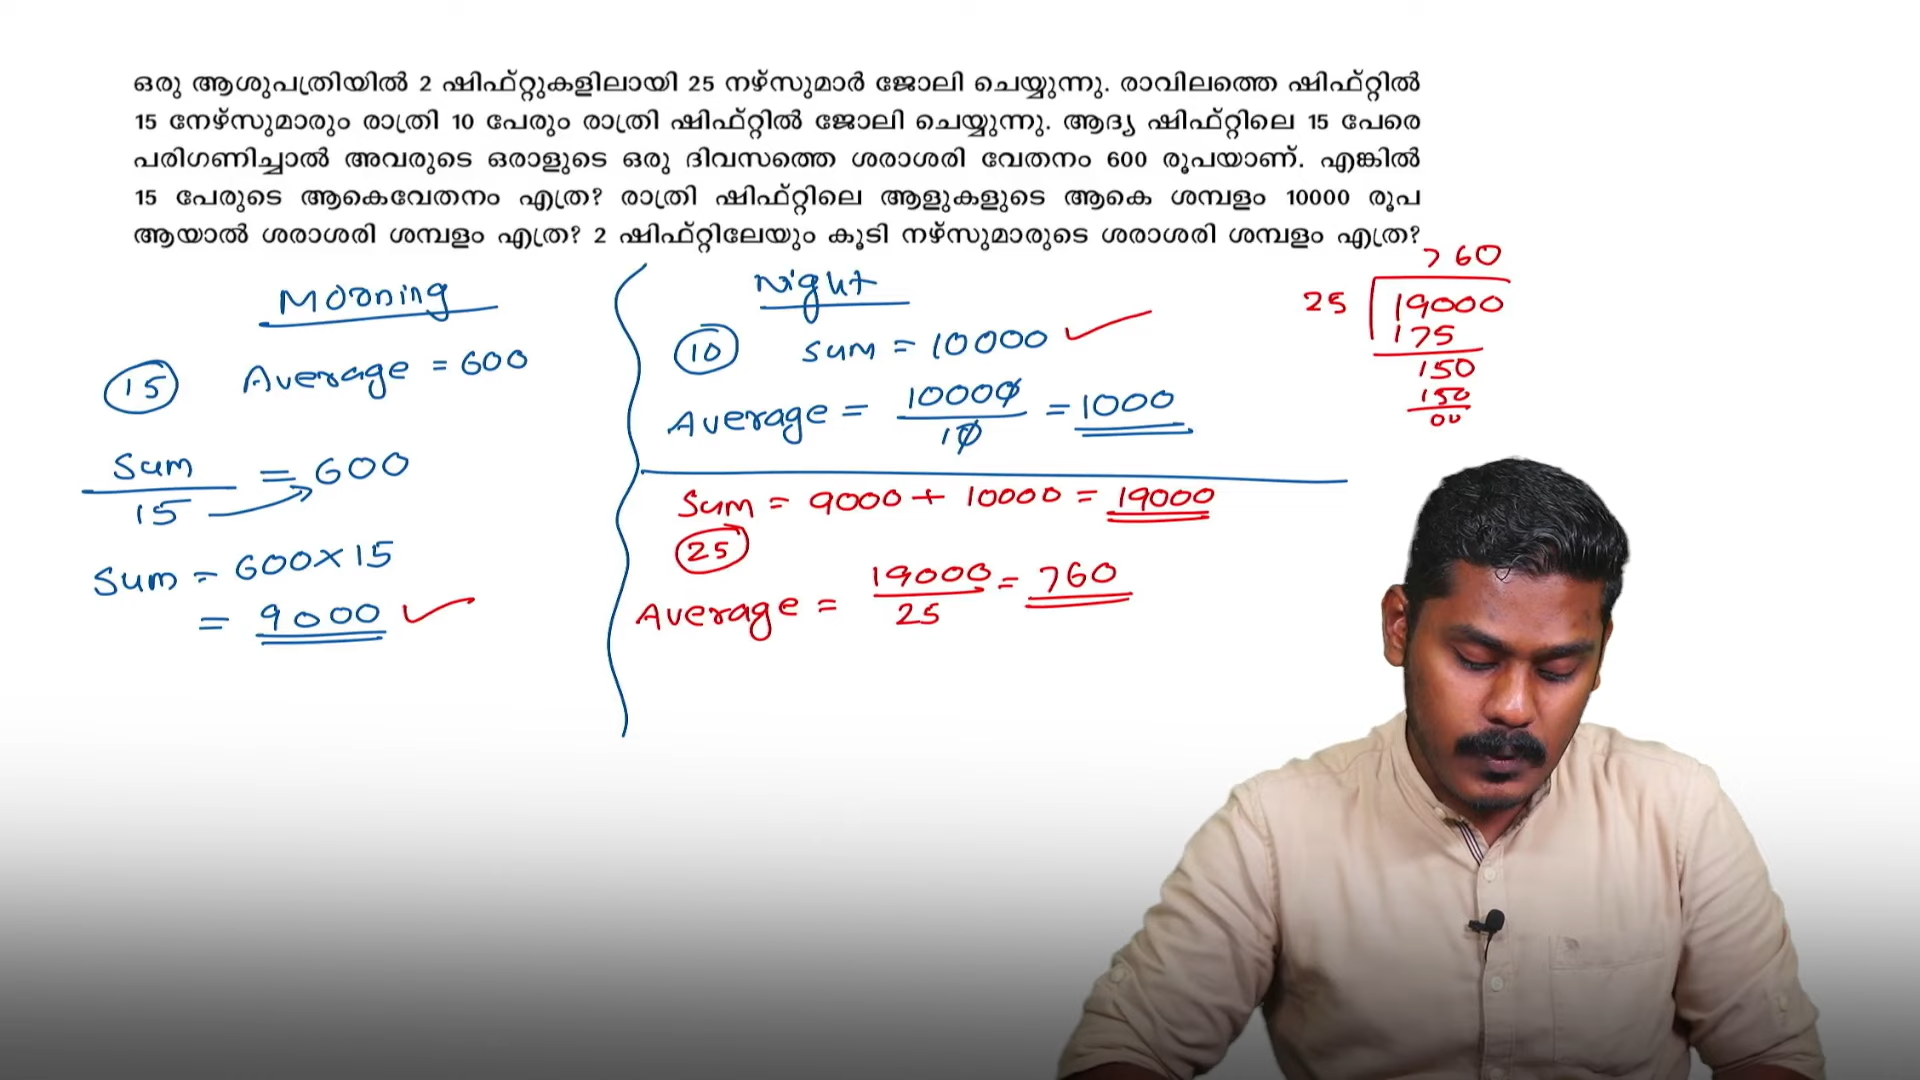 ഒരു ആശുപത്രിയിൽ 2 ഷിഫ്റ്റുകളിലായി 25 നഴ്സുമാർ ജോലി ചെയ്യുന്നു. രാവിലത്തെ ഷിഫ്റ്റിൽ
15 നേഴ്സുമാരും രാത്രി 10 പേരും രാത്രി ഷിഫ്റ്റിൽ ജോലി ചെയ്യുന്നു. ആദ്യ ഷിഫ്റ്റിലെ 15 പേരെ
പരിഗണിച്ചാൽ അവരുടെ ഒരാളുടെ ഒരു ദിവസത്തെ ശരാശരി വേതനം 600 രൂപയാണ്. എങ്കിൽ
15 പേരുടെ ആകെവേതനം എത്ര? രാത്രി ഷിഫ്റ്റിലെ ആളുകളുടെ ആകെ ശമ്പളം 10000 രൂപ
ആയാൽ ശരാശരി ശമ്പളം എത്ര? 2 ഷിഫ്റ്റിലേയും കൂടി നഴ്സുമാരുടെ ശരാശരി ശമ്പളം എത്ര?
Morning
15 Average = 600
Sum
15
= 600
Sum = 600×15
= 9000
Night
10 Sum = 10000
Average = 10000
10
= 1000
Sum = 9000 + 10000 = 19000
25
Average = 19000
25
= 760
760
25 19000
175
150
150
00